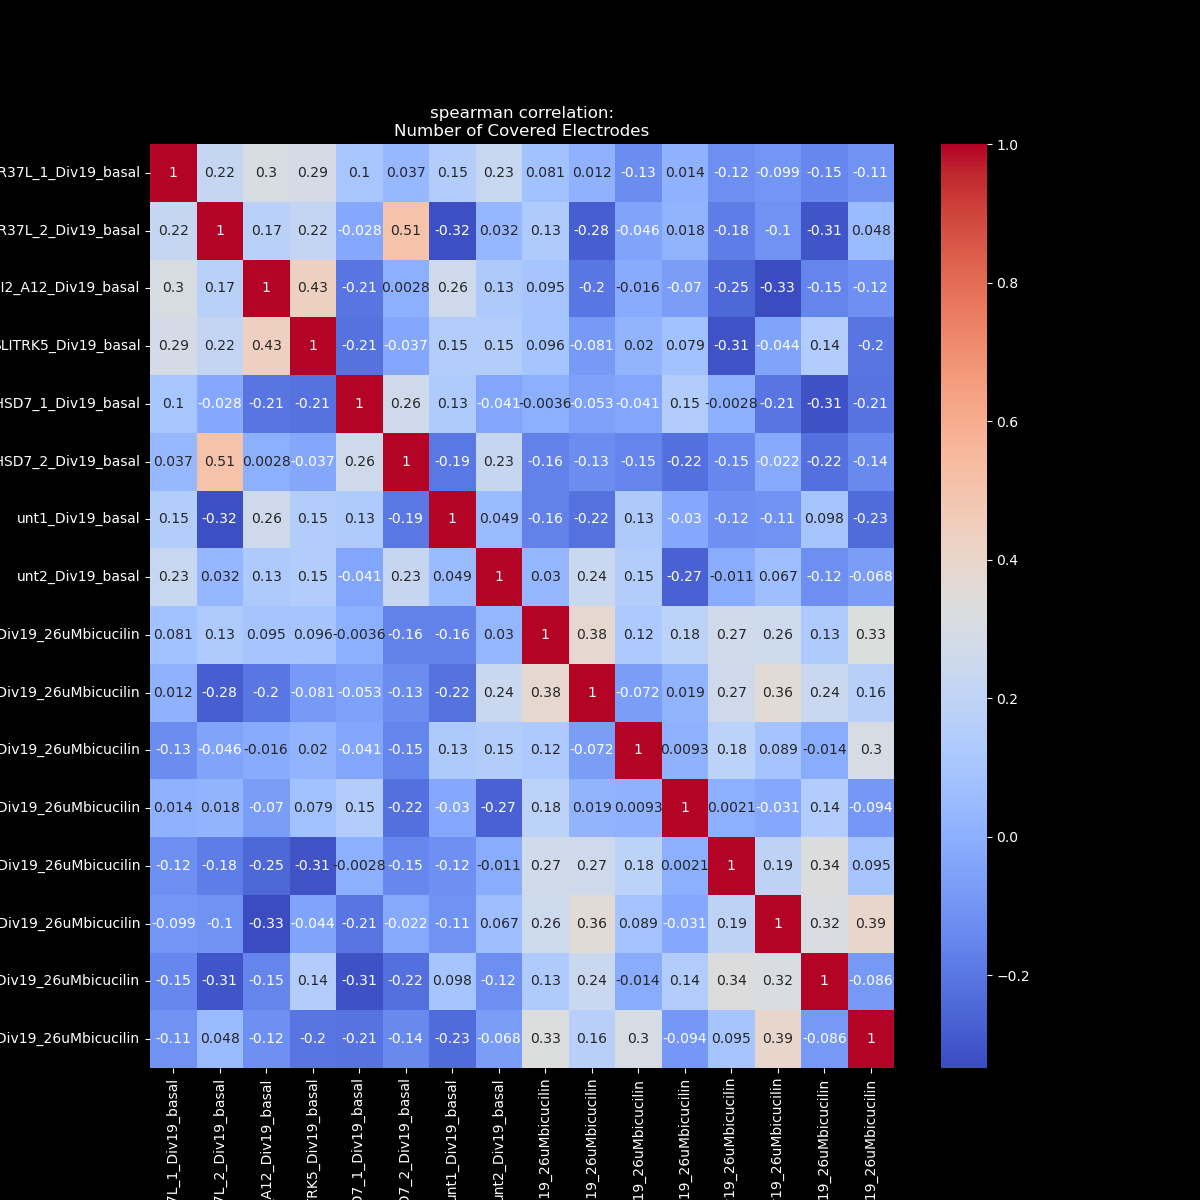 spearman correlation:
Number of Covered Electrodes
R37L_1_Div19_basal 1 0.22 0.3 0.29 0.1 0.037 0.15 0.23 0.081 0.012 -0.13 0.014 -0.12 -0.099 -0.15 -0.11
R37L_2_Div19_basal 0.22 1 0.17 0.22 -0.028 0.51 -0.32 0.032 0.13 -0.28 -0.046 0.018 -0.18 -0.1 -0.31 0.048
I2_A12_Div19_basal 0.3 0.17 1 0.43 -0.21 0.0028 0.26 0.13 0.095 -0.2 -0.016 -0.07 -0.25 -0.33 -0.15 -0.12
LITRK5_Div19_basal 0.29 0.22 0.43 1 -0.21 -0.037 0.15 0.15 0.096 -0.081 0.02 0.079 -0.31 -0.044 0.14 -0.2
HSD7_1_Div19_basal 0.1 -0.028 -0.21 -0.21 1 0.26 0.13 -0.041 -0.0036 -0.053 -0.041 0.15 -0.0028 -0.21 -0.31 -0.21
HSD7_2_Div19_basal 0.037 0.51 0.0028 -0.037 0.26 1 -0.19 0.23 -0.16 -0.13 -0.15 -0.22 -0.15 -0.022 -0.22 -0.14
unt1_Div19_basal 0.15 -0.32 0.26 0.15 0.13 -0.19 1 0.049 -0.16 -0.22 0.13 -0.03 -0.12 -0.11 0.098 -0.23
unt2_Div19_basal 0.23 0.032 0.13 0.15 -0.041 0.23 0.049 1 0.03 0.24 0.15 -0.27 -0.011 0.067 -0.12 -0.068
Div19_26uMbicucilin 0.081 0.13 0.095 0.096 -0.0036 -0.16 -0.16 0.03 1 0.38 0.12 0.18 0.27 0.26 0.13 0.33
Div19_26uMbicucilin 0.012 -0.28 -0.2 -0.081 -0.053 -0.13 -0.22 0.24 0.38 1 -0.072 0.019 0.27 0.36 0.24 0.16
Div19_26uMbicucilin -0.13 -0.046 -0.016 0.02 -0.041 -0.15 0.13 0.15 0.12 -0.072 1 0.0093 0.18 0.089 -0.014 0.3
Div19_26uMbicucilin 0.014 0.018 -0.07 0.079 0.15 -0.22 -0.03 -0.27 0.18 0.019 0.0093 1 0.0021 -0.031 0.14 -0.094
Div19_26uMbicucilin -0.12 -0.18 -0.25 -0.31 -0.0028 -0.15 -0.12 -0.011 0.27 0.27 0.18 0.0021 1 0.19 0.34 0.095
Div19_26uMbicucilin -0.099 -0.1 -0.33 -0.044 -0.21 -0.022 -0.11 0.067 0.26 0.36 0.089 -0.031 0.19 1 0.32 0.39
Div19_26uMbicucilin -0.15 -0.31 -0.15 0.14 -0.31 -0.22 0.098 -0.12 0.13 0.24 -0.014 0.14 0.34 0.32 1 -0.086
Div19_26uMbicucilin -0.11 0.048 -0.12 -0.2 -0.21 -0.14 -0.23 -0.068 0.33 0.16 0.3 -0.094 0.095 0.39 -0.086 1
7L_1_Div19_basal
7L_2_Div19_basal
A12_Div19_basal
TRK5_Div19_basal
D7_1_Div19_basal
D7_2_Div19_basal
unt1_Div19_basal
unt2_Div19_basal
19_26uMbicucilin
19_26uMbicucilin
19_26uMbicucilin
19_26uMbicucilin
19_26uMbicucilin
19_26uMbicucilin
19_26uMbicucilin
19_26uMbicucilin
1.0
0.8
0.6
0.4
0.2
0.0
−0.2